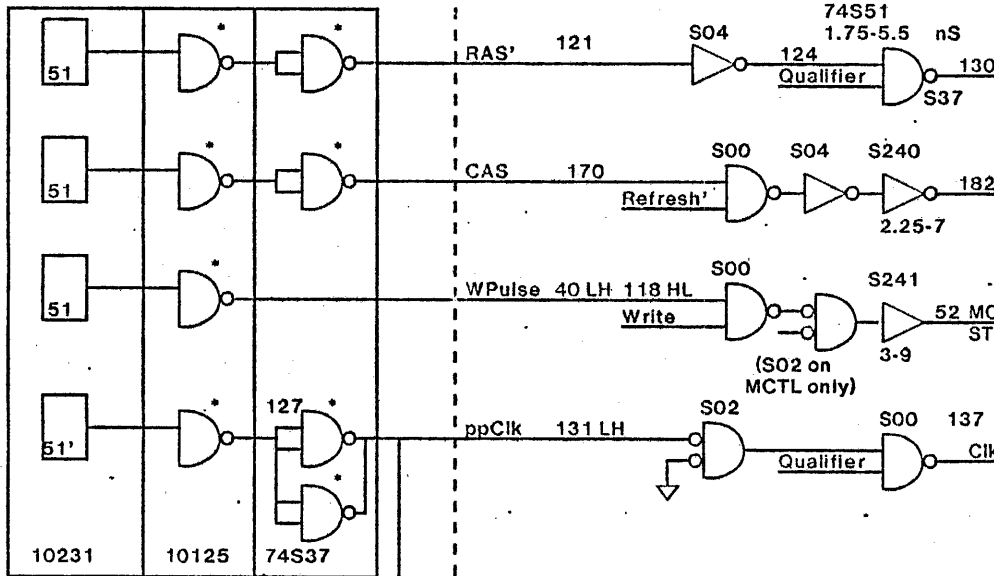 74S51
1.75-5.5 nS
* *
51 RAS' 121 S04 124 130
Qualifier S37
* *
51 CAS 170 S00 S04 S240 182
Refresh' 2.25-7
*
51 WPulse 40 LH 118 HL S00 S241 52 MC
Write 3-9 ST
(S02 on
MCTL only)
* 127 *
51' ppClk 131 LH S02 S00 137
Qualifier Clk
*
10231 10125 74S37